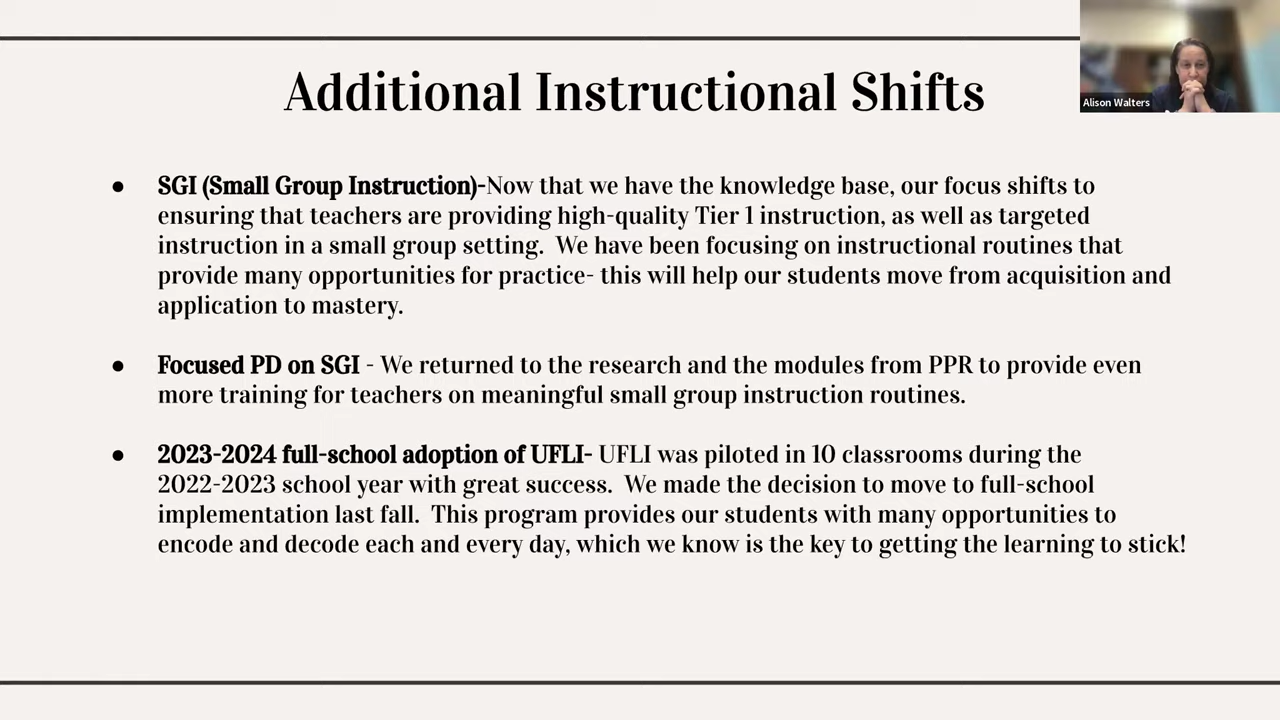 Additional Instructional Shifts
Alison Walters
● SGI (Small Group Instruction)-Now that we have the knowledge base, our focus shifts to
ensuring that teachers are providing high-quality Tier 1 instruction, as well as targeted
instruction in a small group setting.  We have been focusing on instructional routines that
provide many opportunities for practice- this will help our students move from acquisition and
application to mastery.
● Focused PD on SGI - We returned to the research and the modules from PPR to provide even
more training for teachers on meaningful small group instruction routines.
● 2023-2024 full-school adoption of UFLI- UFLI was piloted in 10 classrooms during the
2022-2023 school year with great success.  We made the decision to move to full-school
implementation last fall.  This program provides our students with many opportunities to
encode and decode each and every day, which we know is the key to getting the learning to stick!